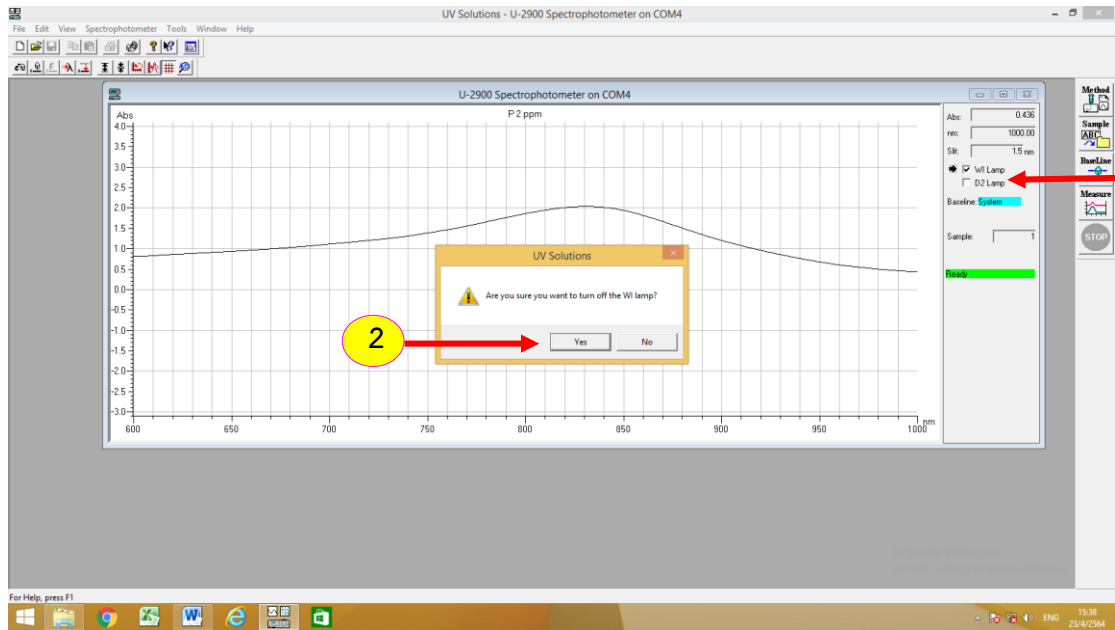 UV Solutions - U-2900 Spectrophotometer on COM4
File Edit View Spectrophotometer Tools Window Help
U-2900 Spectrophotometer on COM4
Abs
P 2 ppm
4.0
3.5
3.0
2.5
2.0
1.5
1.0
0.5
0.0
-0.5
-1.0
-1.5
-2.0
-2.5
-3.0
600 650 700 750 800 850 900 950 1000 nm
UV Solutions
Are you sure you want to turn off the WI lamp?
Yes No
2
Abs: 0.436
nm: 1000.00
Slit: 1.5 nm
WI Lamp
D2 Lamp
Baseline: System
Sample: 1
Ready
Method
Sample
ABC
BaseLine
Measure
STOP
For Help, press F1
ENG 15:38
23/4/2564